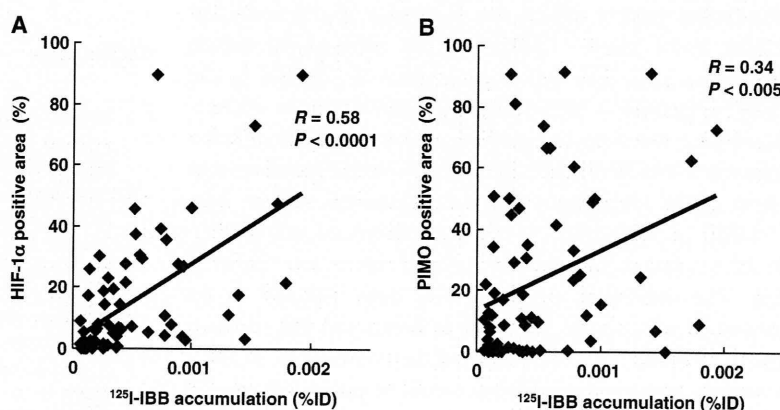 A
HIF-1α positive area (%)
100
80
60
40
20
0
R = 0.58
P < 0.0001
0.001
0.002
¹²⁵I-IBB accumulation (%ID)
B
PIMO positive area (%)
100
80
60
40
20
0
R = 0.34
P < 0.005
0.001
0.002
¹²⁵I-IBB accumulation (%ID)